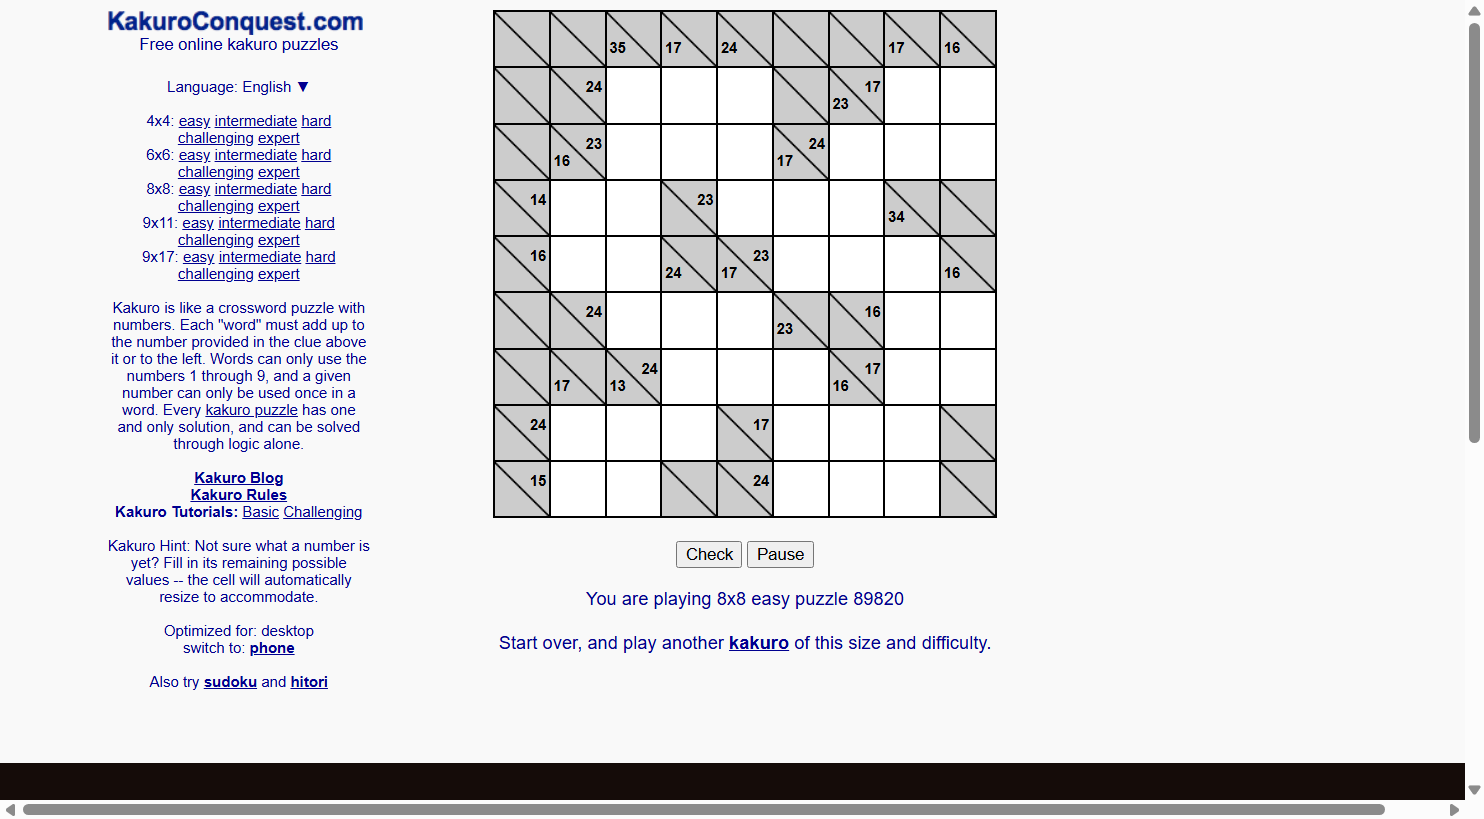 KakuroConquest.com
Free online kakuro puzzles
Language: English ▼
4x4: easy intermediate hard
challenging expert
6x6: easy intermediate hard
challenging expert
8x8: easy intermediate hard
challenging expert
9x11: easy intermediate hard
challenging expert
9x17: easy intermediate hard
challenging expert
Kakuro is like a crossword puzzle with
numbers. Each "word" must add up to
the number provided in the clue above
it or to the left. Words can only use the
numbers 1 through 9, and a given
number can only be used once in a
word. Every kakuro puzzle has one
and only solution, and can be solved
through logic alone.
Kakuro Blog
Kakuro Rules
Kakuro Tutorials: Basic Challenging
Kakuro Hint: Not sure what a number is
yet? Fill in its remaining possible
values -- the cell will automatically
resize to accommodate.
Optimized for: desktop
switch to: phone
Also try sudoku and hitori
35 17 24 17 16
24 17
23
23 24
16 17
14 23
34
16 23
24 17 16
24 16
23
24 17
17 13 16
24 17
15 24
Check Pause
You are playing 8x8 easy puzzle 89820
Start over, and play another kakuro of this size and difficulty.